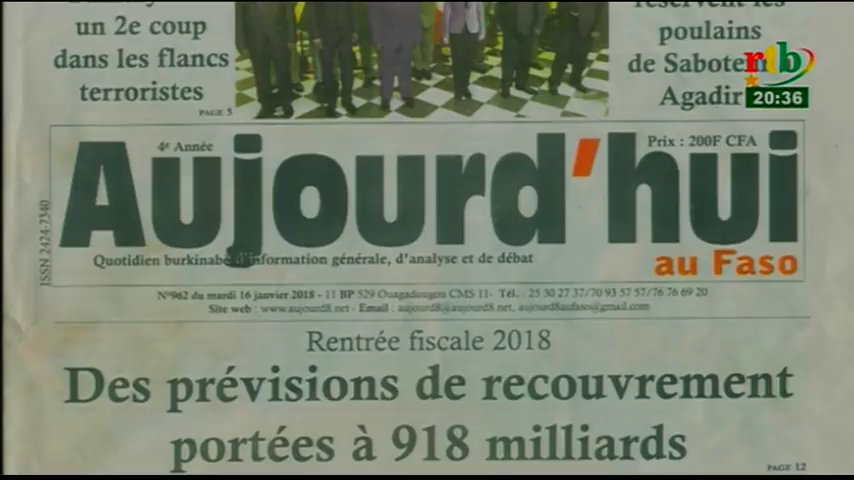 un 2e coup
dans les flancs
terroristes
PAGE 5
réservent les
poulains
de Sabote
Agadir
rtb
20:36
4e Année
Prix : 200F CFA
Aujourd'hui
au Faso
Quotidien burkinabè d'information générale, d'analyse et de débat
ISSN 2424-7340
N°962 du mardi 16 janvier 2018 - 11 BP 529 Ouagadougou CMS 11- Tél. : 25 30 27 37/70 93 57 57/76 76 69 20
Site web : www.aujourd8.net - Email : aujourd8@aujourd8.net, aujourd8aufaso@gmail.com
Rentrée fiscale 2018
Des prévisions de recouvrement
portées à 918 milliards
PAGE 12